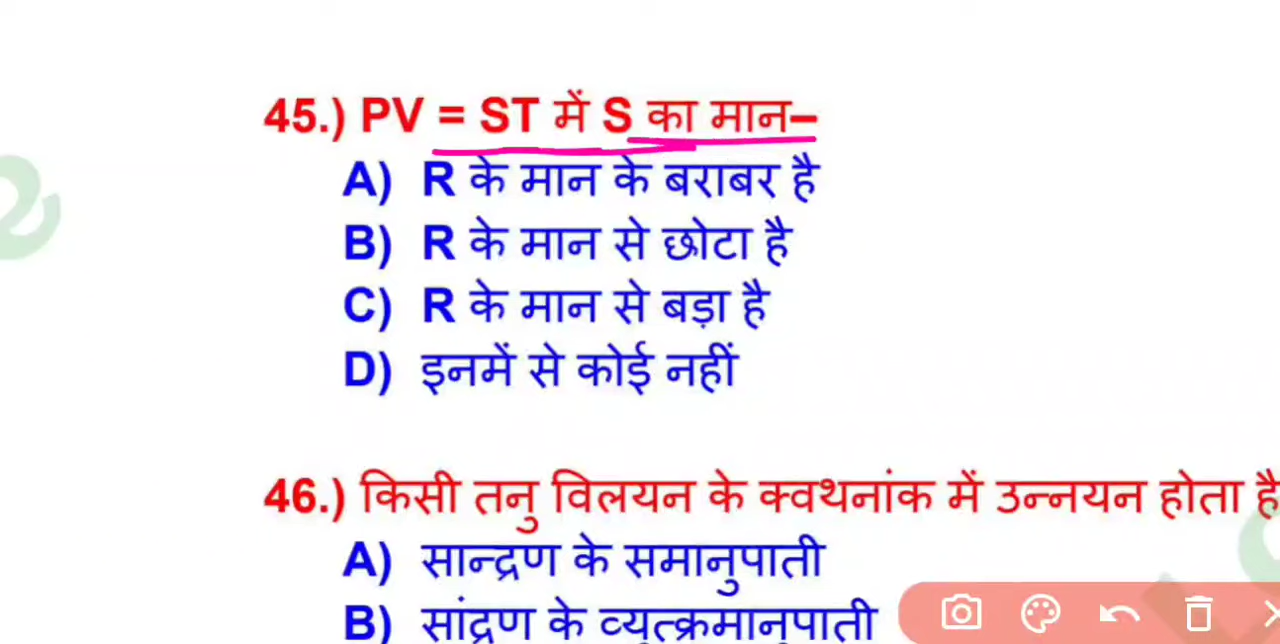 45.) PV = ST में S का मान–
A) R के मान के बराबर है
B) R के मान से छोटा है
C) R के मान से बड़ा है
D) इनमें से कोई नहीं
46.) किसी तनु विलयन के क्वथनांक में उन्नयन होता है
A) सान्द्रण के समानुपाती
B) सांद्रण के व्युत्क्रमानुपाती